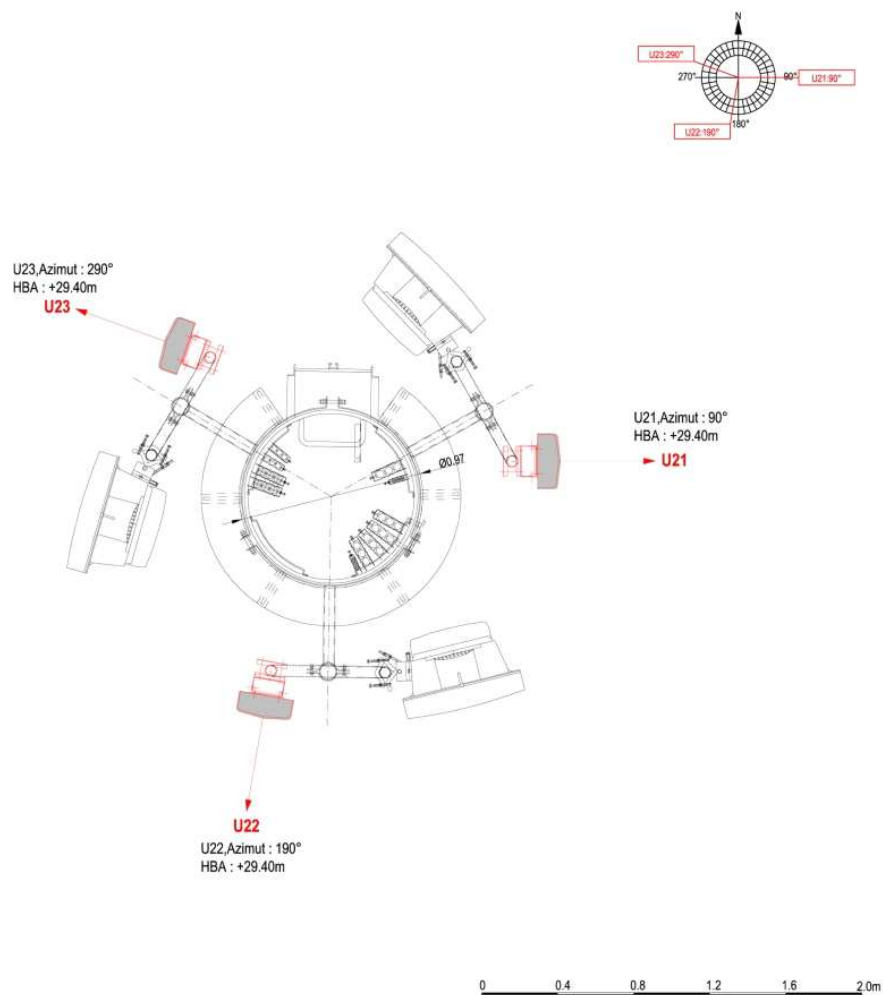 N
U23:290°
270°
90°
U21:90°
U22:190°
180°
U23,Azimut : 290°
HBA : +29.40m
U23
U21,Azimut : 90°
HBA : +29.40m
U21
Ø0.97
U22
U22,Azimut : 190°
HBA : +29.40m
0 0.4 0.8 1.2 1.6 2.0m